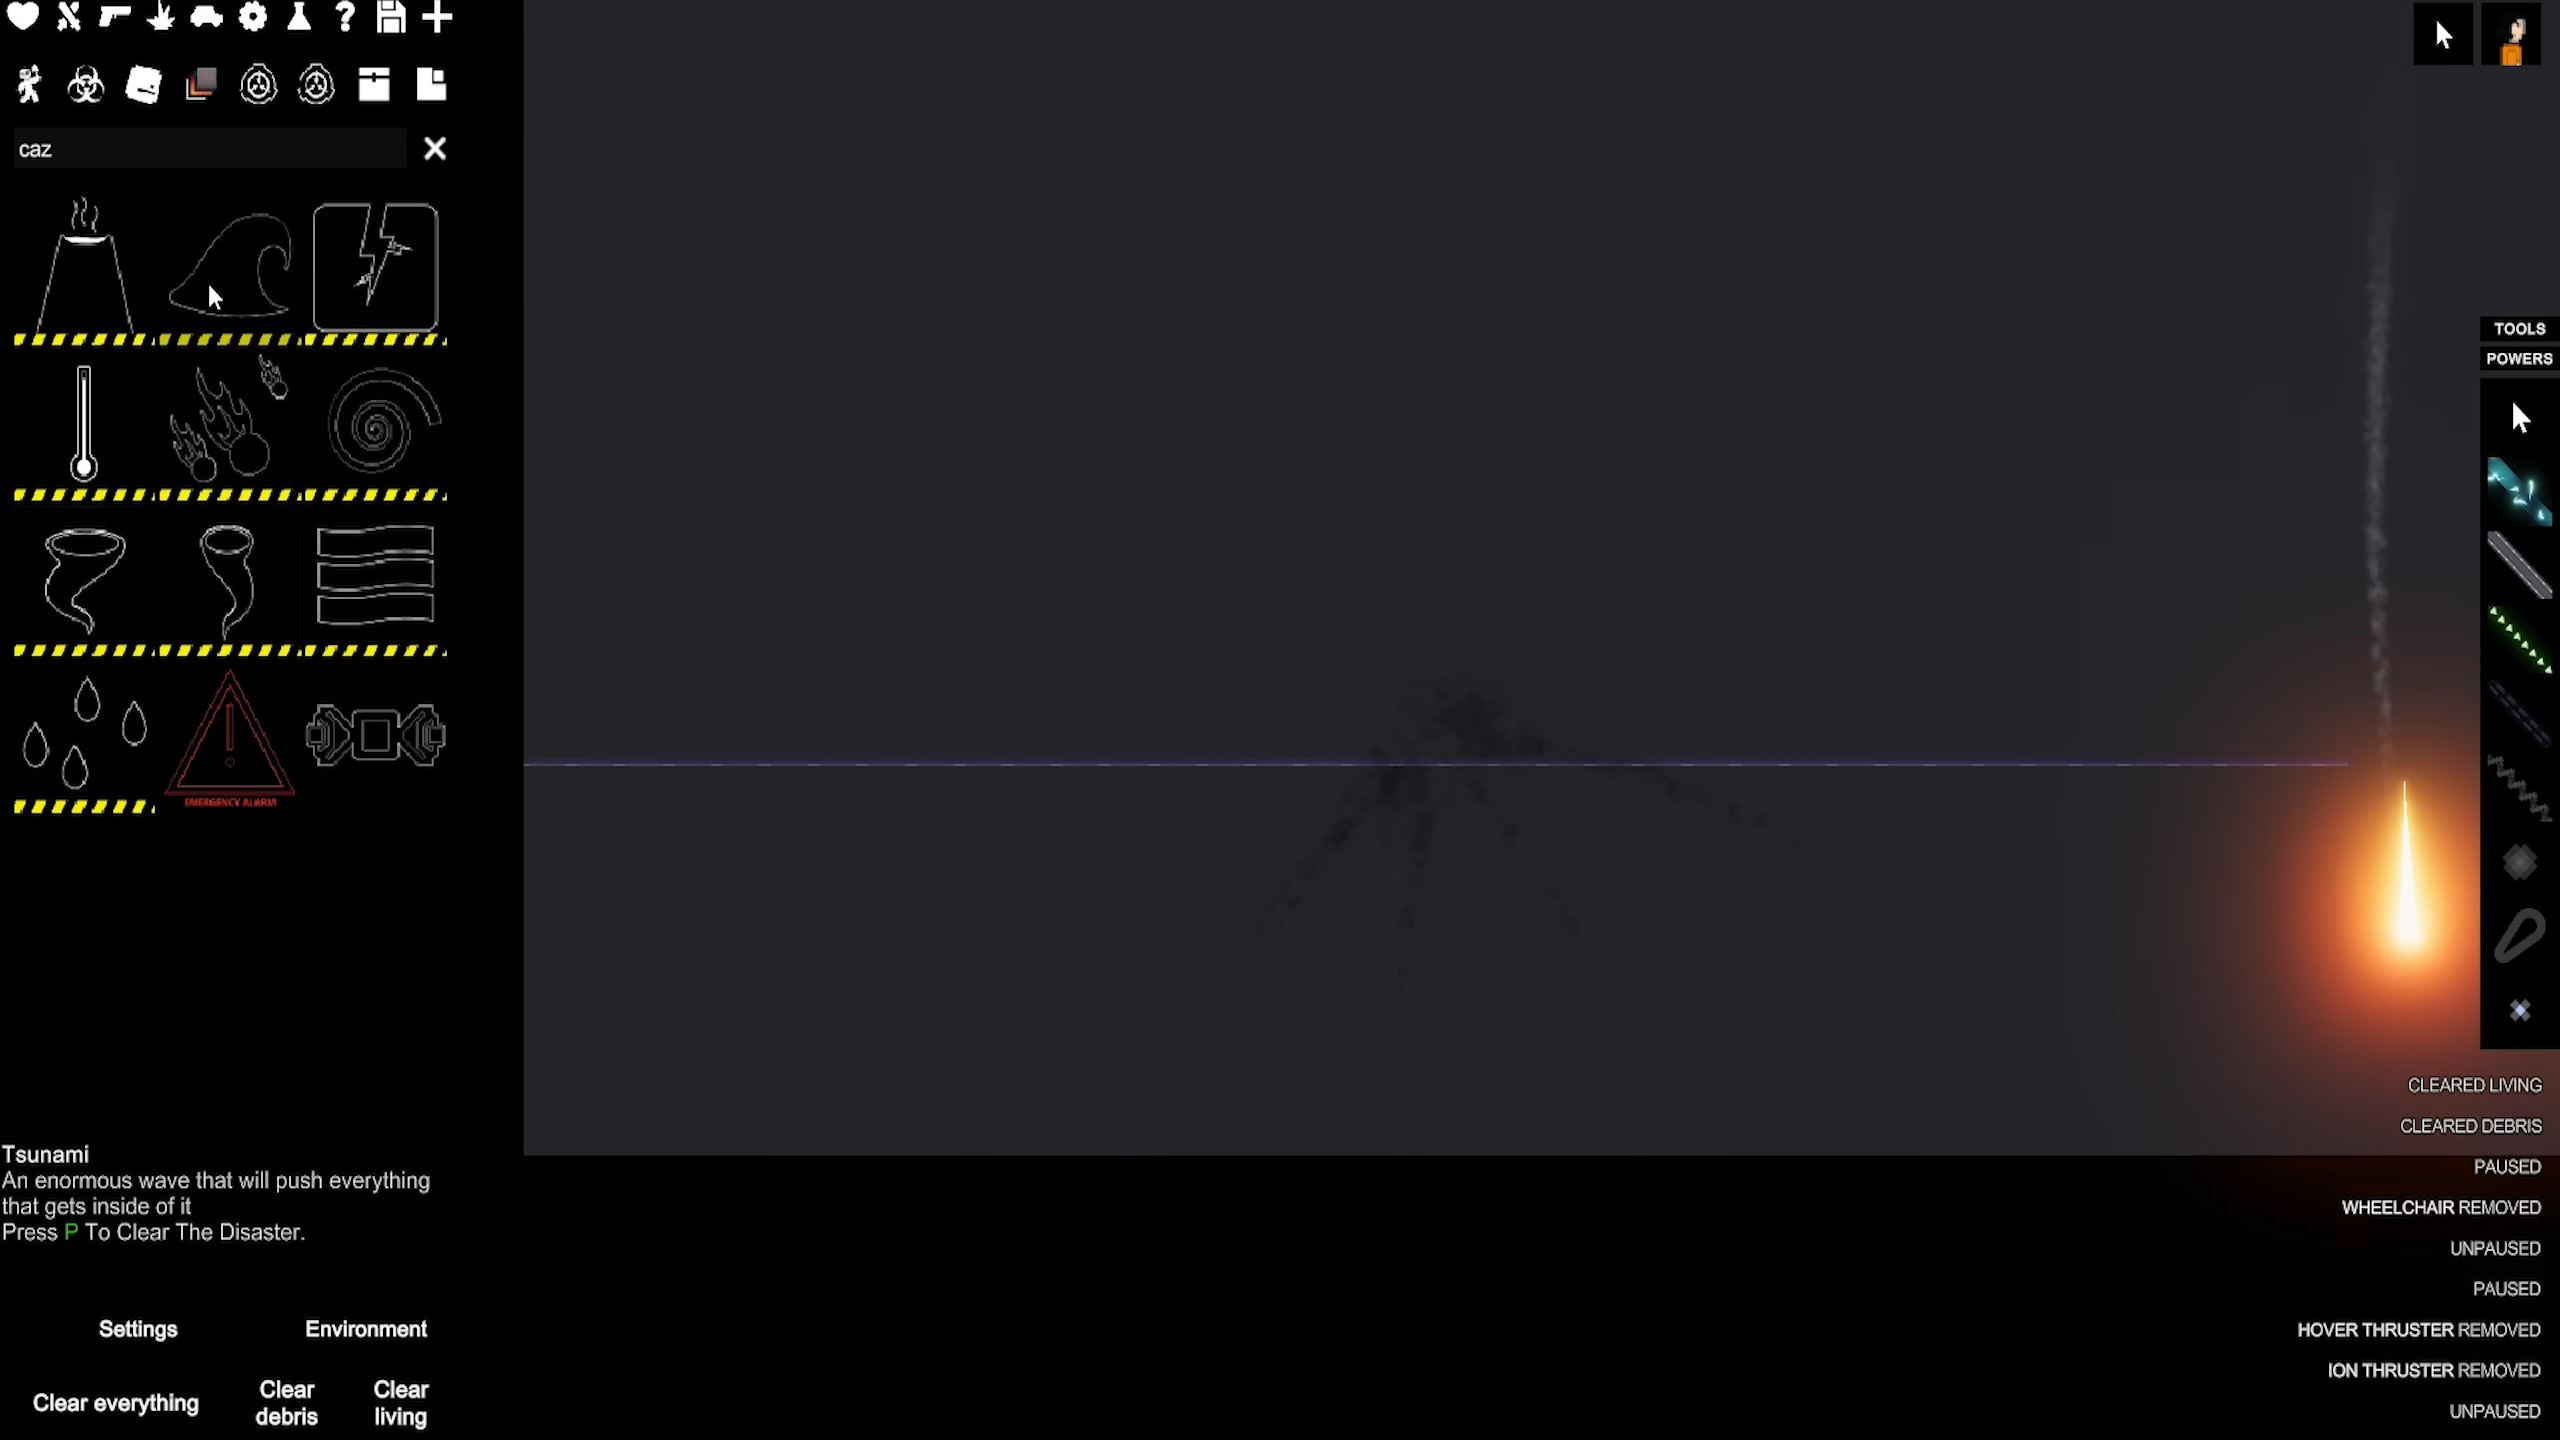 caz
EMERGENCY ALARM
Tsunami
An enormous wave that will push everything
that gets inside of it
Press P To Clear The Disaster.
Settings
Environment
Clear everything
Clear
debris
Clear
living
TOOLS
POWERS
CLEARED LIVING
CLEARED DEBRIS
PAUSED
WHEELCHAIR REMOVED
UNPAUSED
PAUSED
HOVER THRUSTER REMOVED
ION THRUSTER REMOVED
UNPAUSED